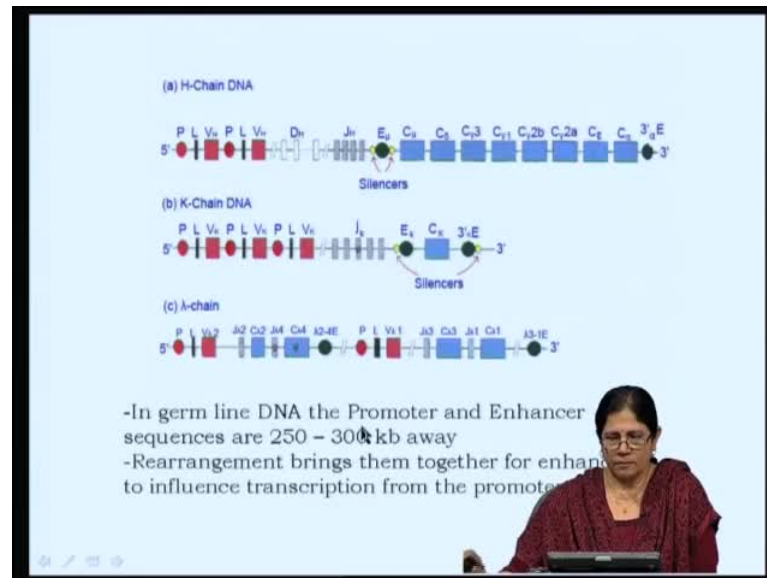 (a) H-Chain DNA
P L VH P L VH DH JH Eμ Cμ Cδ Cγ3 Cγ1 Cγ2b Cγ2a Cε Cα 3'αE
5' 3'
Silencers
(b) K-Chain DNA
P L Vκ P L Vκ P L Vκ Jκ Eκ Cκ 3'κE
5' 3'
Silencers
(c) λ-chain
P L Vλ2 Jλ2 Cλ2 Jλ4 Cλ4 λ2-4E P L Vλ1 Jλ3 Cλ3 Jλ1 Cλ1 λ3-1E
5' 3'
-In germ line DNA the Promoter and Enhancer
sequences are 250 – 300 kb away
-Rearrangement brings them together for enhan
to influence transcription from the promote